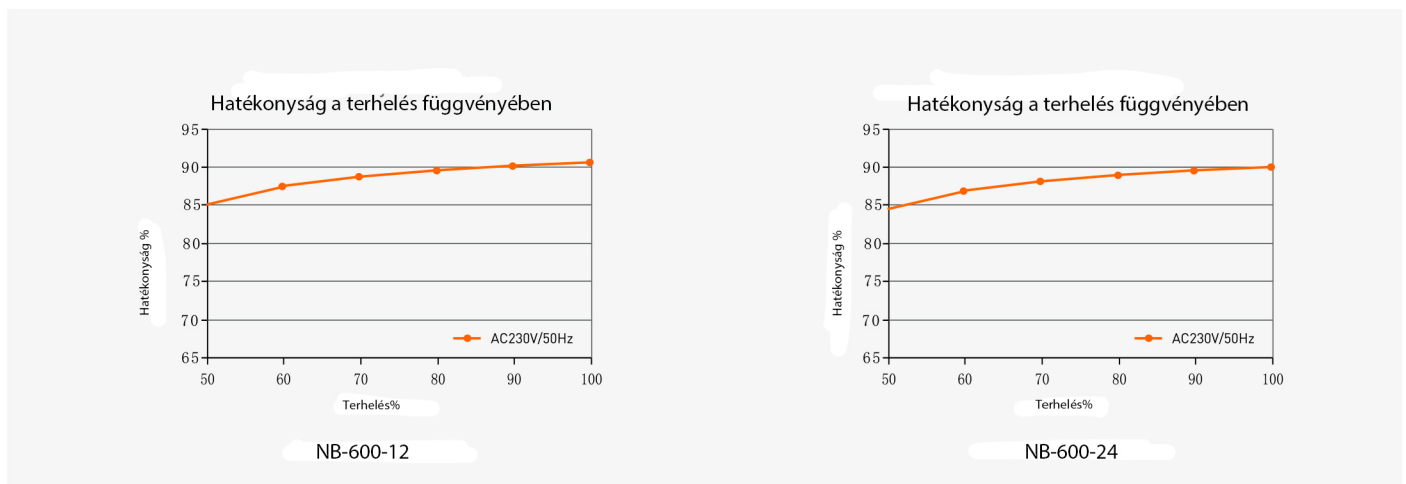 Hatékonyság a terhelés függvényében
95
90
85
80
75
70
65
Hatékonyság %
AC230V/50Hz
50 60 70 80 90 100
Terhelés%
NB-600-12
Hatékonyság a terhelés függvényében
95
90
85
80
75
70
65
Hatékonyság %
AC230V/50Hz
50 60 70 80 90 100
Terhelés%
NB-600-24